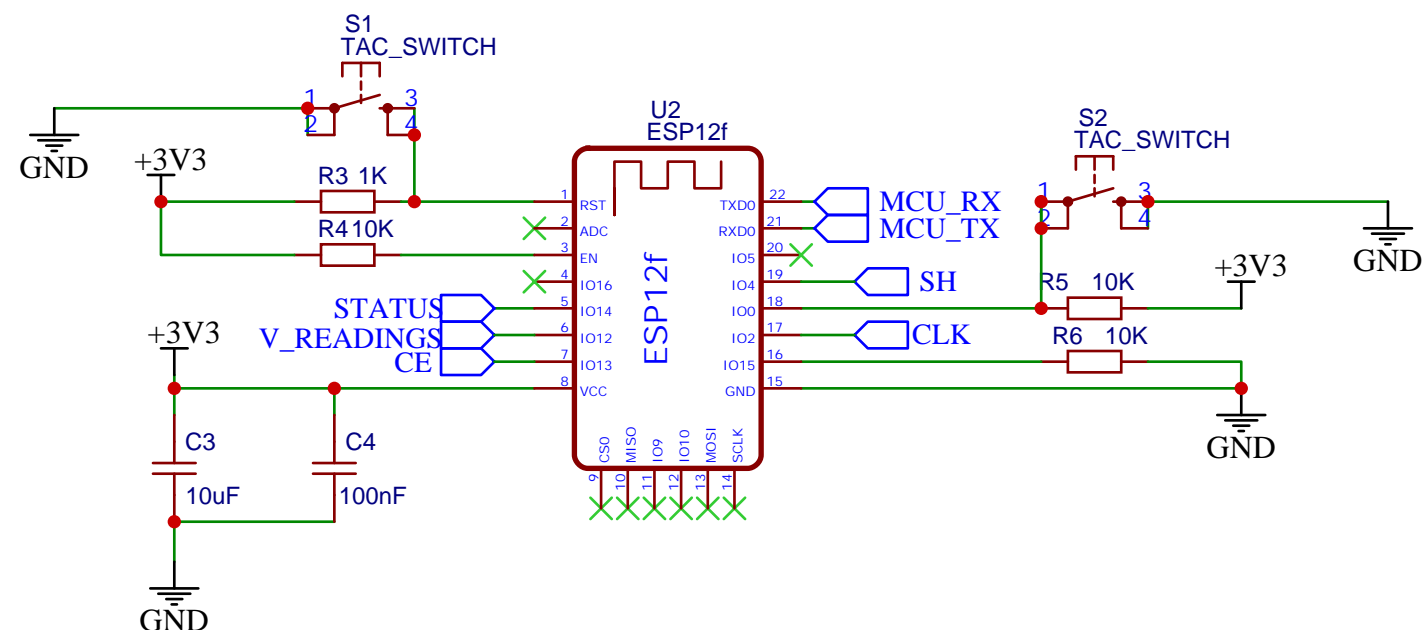 S1
TAC_SWITCH
1
2
3
4
GND
+3V3
R3 1K
R4 10K
U2
ESP12f
ESP12f
1
RST
2
ADC
3
EN
4
IO16
5
IO14
6
IO12
7
IO13
8
VCC
STATUS
V_READINGS
CE
9
CS0
10
MISO
11
IO9
12
IO10
13
MOSI
14
SCLK
22
TXD0
21
RXD0
20
IO5
19
IO4
18
IO0
17
IO2
16
IO15
15
GND
MCU_RX
MCU_TX
SH
CLK
S2
TAC_SWITCH
1
2
3
4
GND
+3V3
R5 10K
R6 10K
GND
+3V3
C3
10uF
C4
100nF
GND